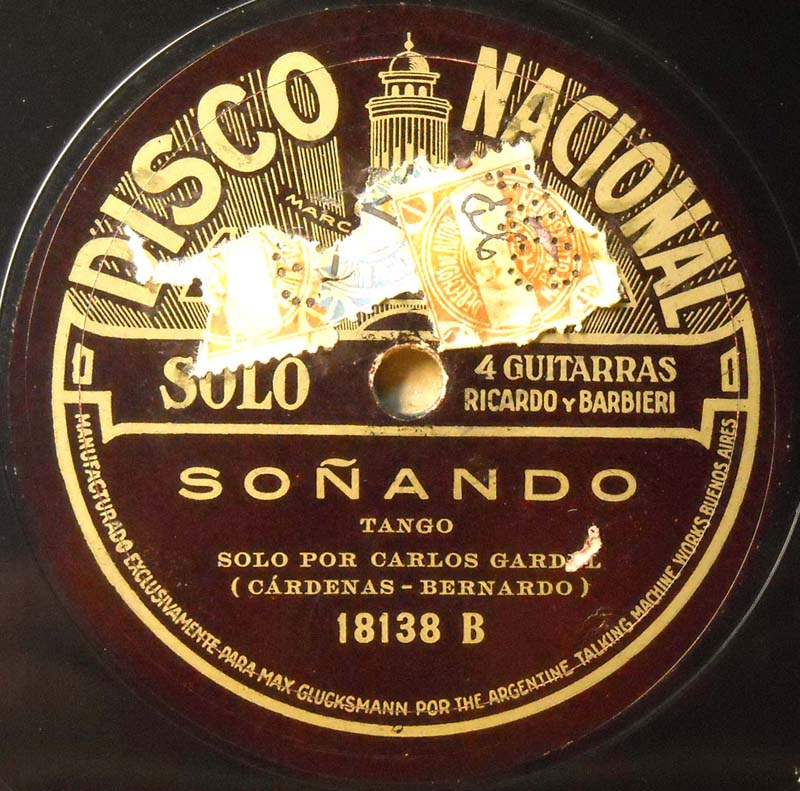 DISCO NACIONAL
MARC
SOLO
4 GUITARRAS
RICARDO Y BARBIERI
SOÑANDO
TANGO
SOLO POR CARLOS
(CÁRDENAS - BERNARDO)
18138 B
MANUFACTURADO EXCLUSIVAMENTE PARA MAX GLUCKSMANN POR THE ARGENTINE TALKING MACHINE WORKS BUENOS AIRES